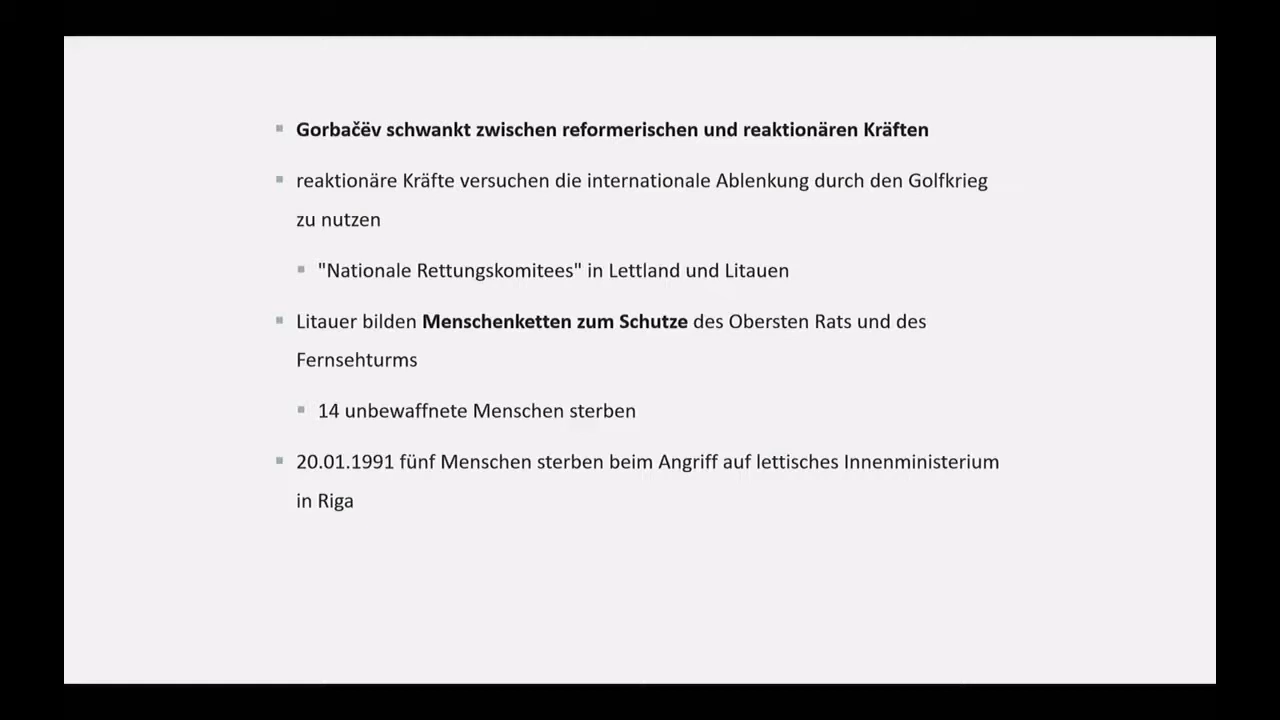 Gorbačëv schwankt zwischen reformerischen und reaktionären Kräften
reaktionäre Kräfte versuchen die internationale Ablenkung durch den Golfkrieg
zu nutzen
"Nationale Rettungskomitees" in Lettland und Litauen
Litauer bilden Menschenketten zum Schutze des Obersten Rats und des
Fernsehturms
14 unbewaffnete Menschen sterben
20.01.1991 fünf Menschen sterben beim Angriff auf lettisches Innenministerium
in Riga